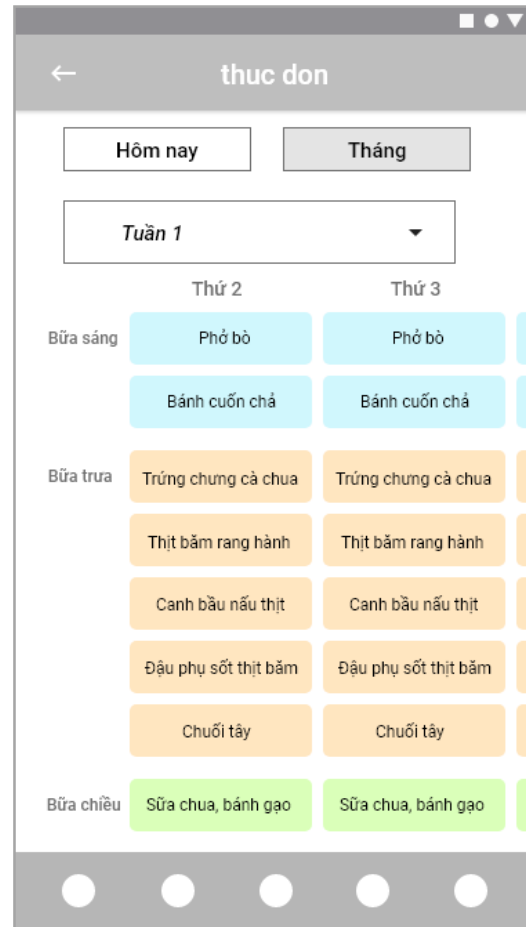 thuc don
Hôm nay Tháng
Tuần 1
Thứ 2 Thứ 3
Bữa sáng Phở bò Phở bò
Bánh cuốn chả Bánh cuốn chả
Bữa trưa Trứng chưng cà chua Trứng chưng cà chua
Thịt băm rang hành Thịt băm rang hành
Canh bầu nấu thịt Canh bầu nấu thịt
Đậu phụ sốt thịt băm Đậu phụ sốt thịt băm
Chuối tây Chuối tây
Bữa chiều Sữa chua, bánh gạo Sữa chua, bánh gạo